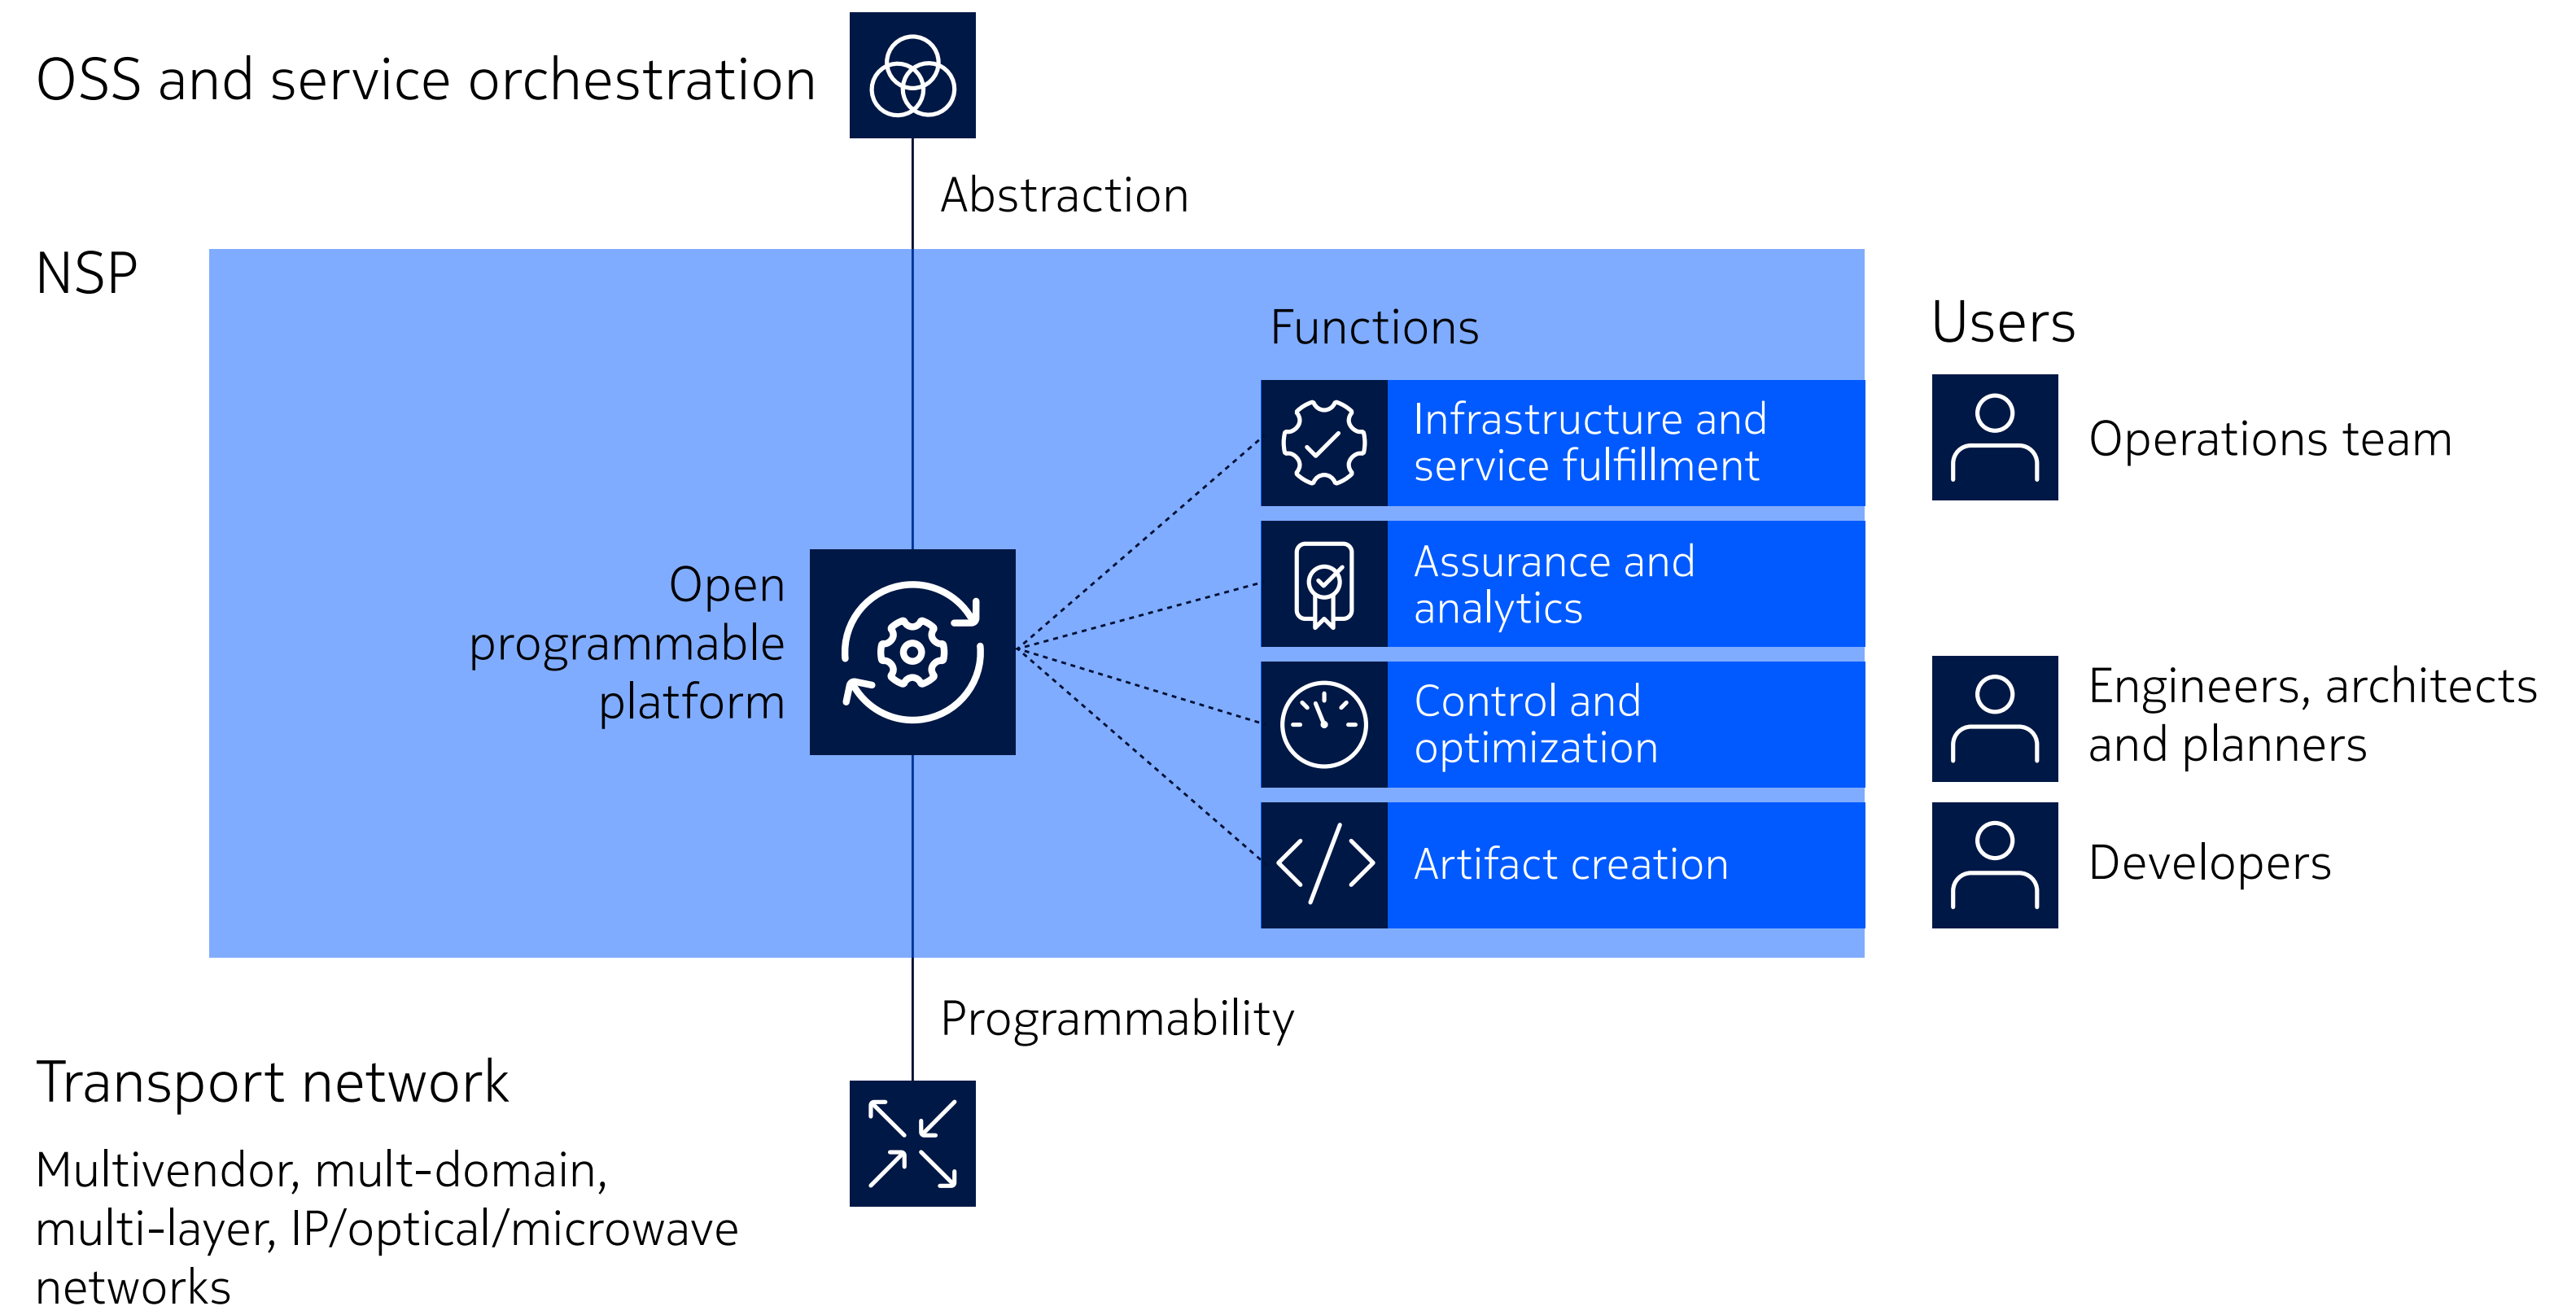 OSS and service orchestration
Abstraction
NSP
Functions
Users
Infrastructure and
service fulfillment
Operations team
Assurance and
analytics
Open
programmable
platform
Control and
optimization
Engineers, architects
and planners
Artifact creation
Developers
Programmability
Transport network
Multivendor, mult-domain,
multi-layer, IP/optical/microwave
networks